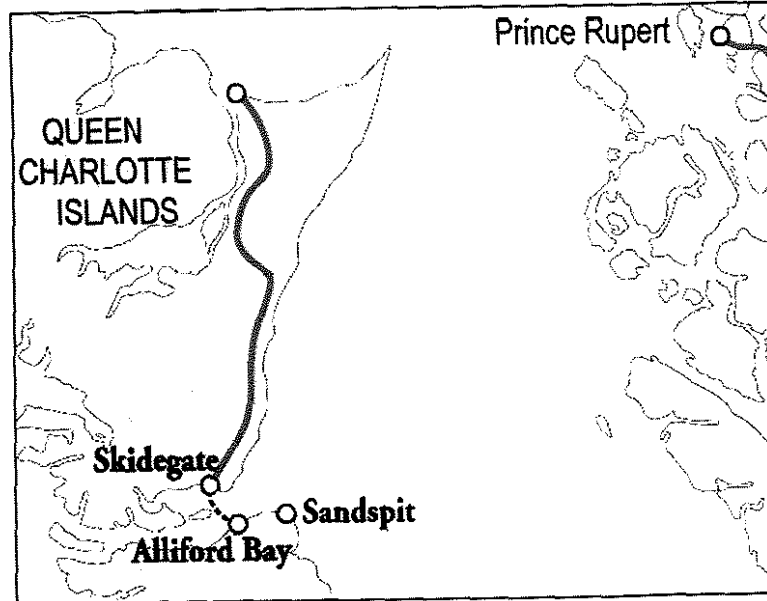 Prince Rupert
QUEEN
CHARLOTTE
ISLANDS
Skidegate
Sandspit
Alliford Bay